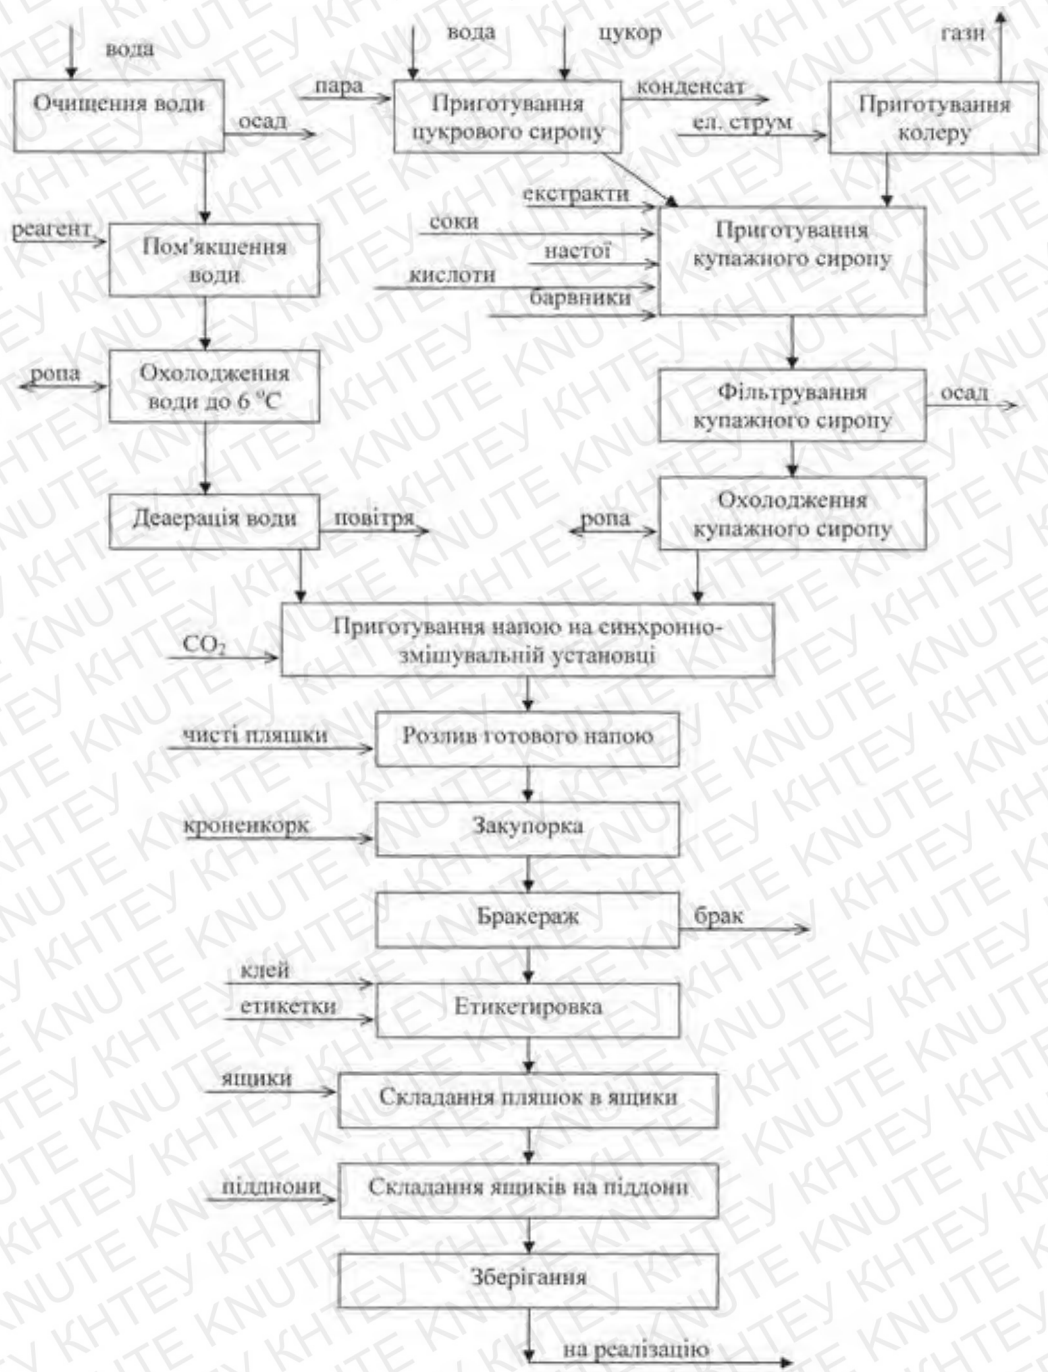 вода
вода
цукор
гази
Очищення води
осад
пара
Приготування
цукрового сиропу
конденсат
ел. струм
Приготування
колеру
реагент
Пом'якшення
води
екстракти
соки
настої
кислоти
барвники
Приготування
купажного сиропу
ропа
Охолодження
води до 6 °С
Фільтрування
купажного сиропу
осад
Деаерація води
повітря
ропа
Охолодження
купажного сиропу
CO₂
Приготування напою на синхронно-
змішувальній установці
чисті пляшки
Розлив готового напою
кроненкорк
Закупорка
Бракераж
брак
клей
етикетки
Етикетировка
ящики
Складання пляшок в ящики
піднони
Складання ящиків на піддони
Зберігання
на реалізацію
KNUTE КНТЕУ